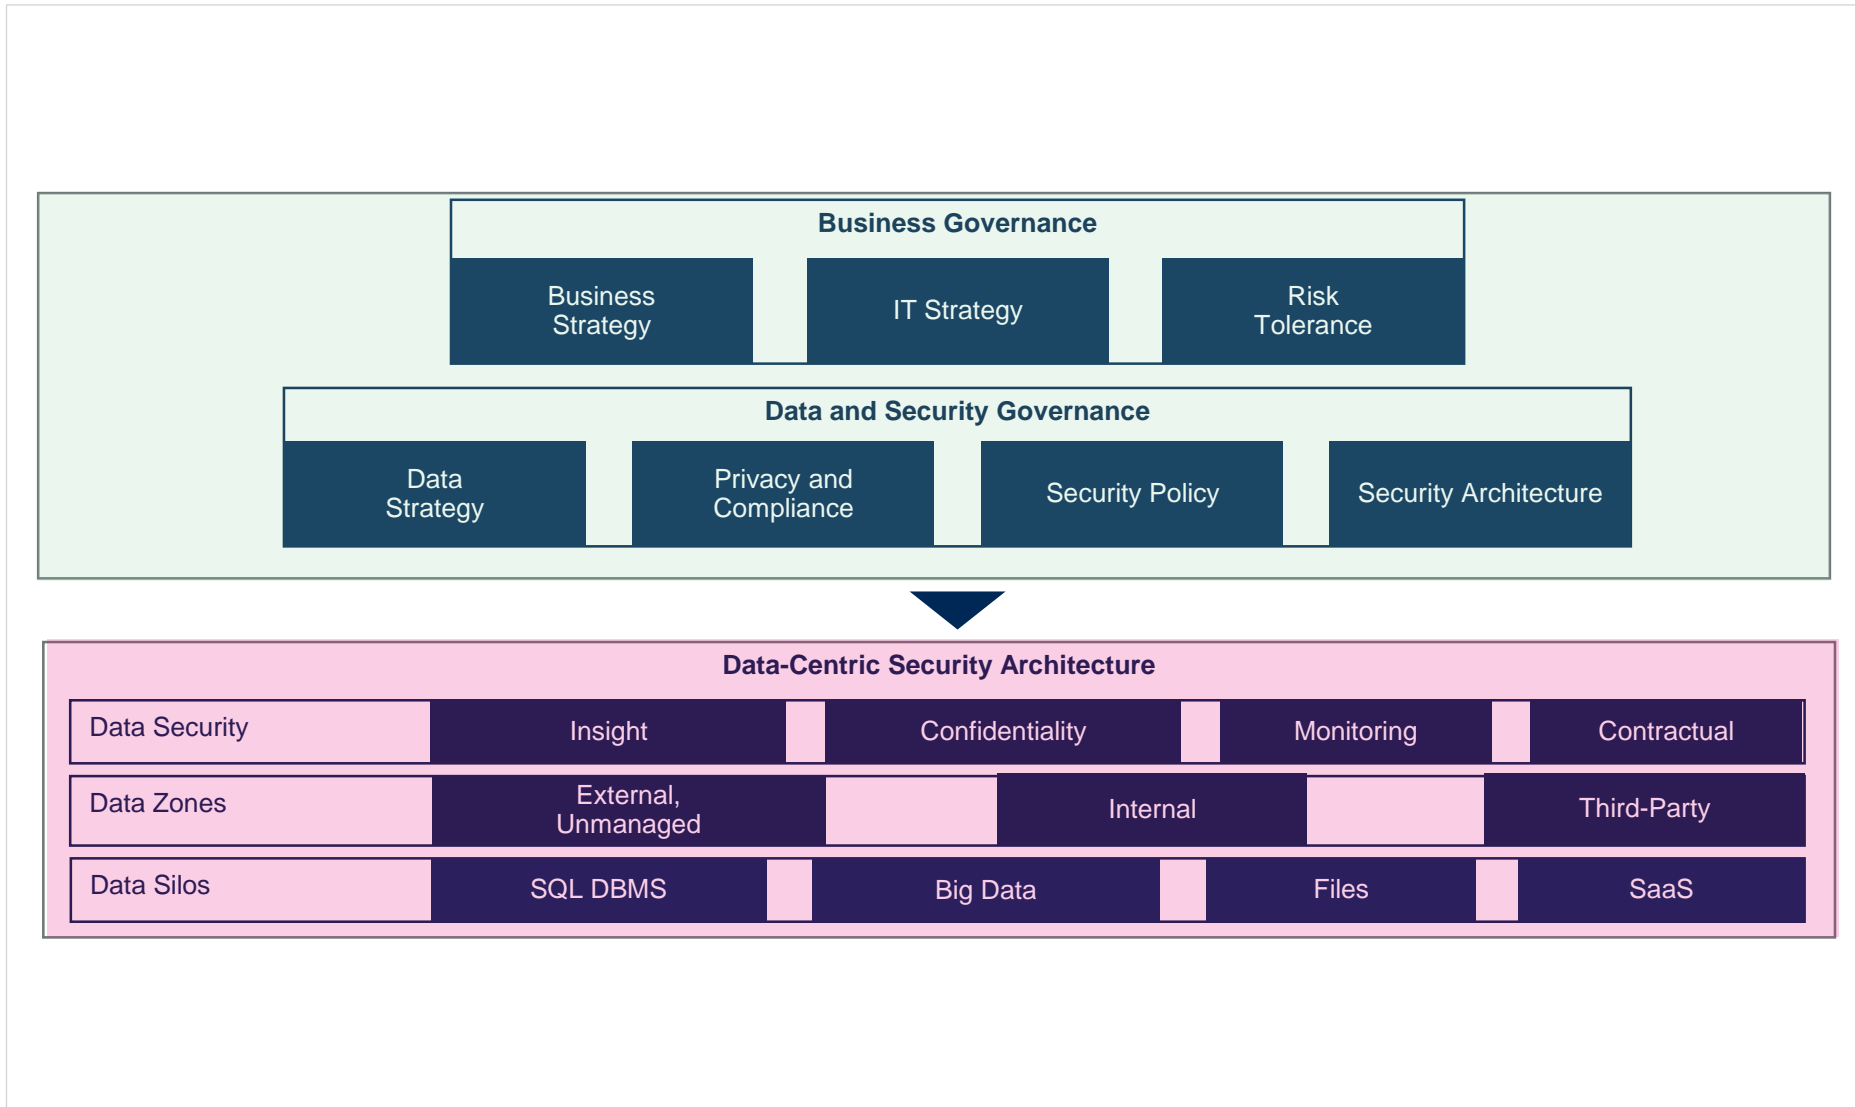 Business Governance
Business
Strategy
IT Strategy
Risk
Tolerance
Data and Security Governance
Data
Strategy
Privacy and
Compliance
Security Policy
Security Architecture
Data-Centric Security Architecture
Data Security
Insight
Confidentiality
Monitoring
Contractual
Data Zones
External,
Unmanaged
Internal
Third-Party
Data Silos
SQL DBMS
Big Data
Files
SaaS